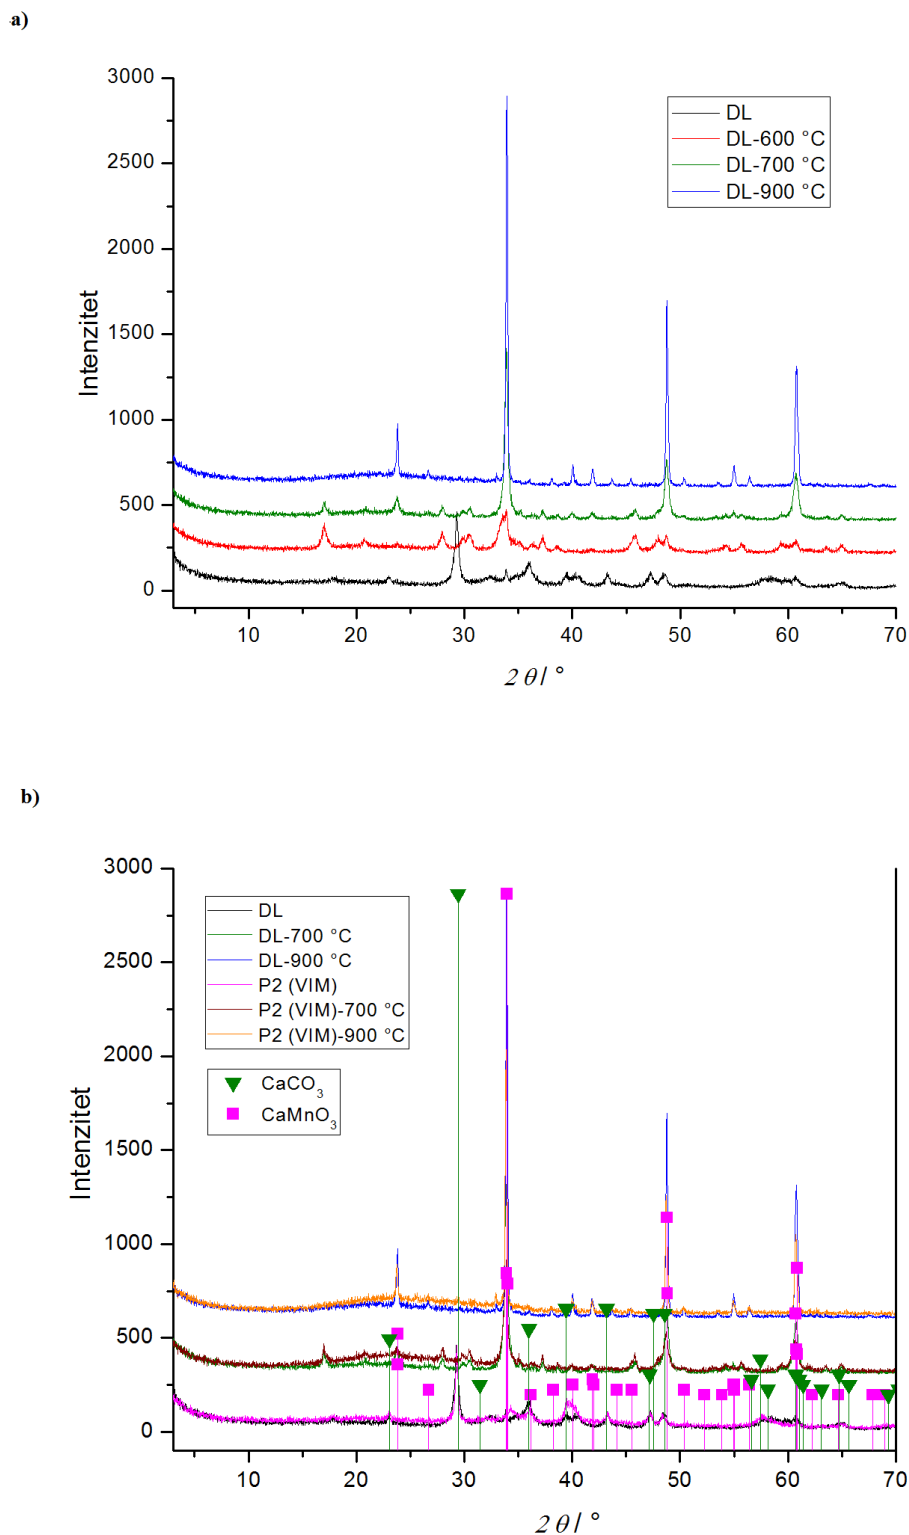 a)
3000
2500
2000
1500
1000
500
0
Intenzitet
DL
DL-600 °C
DL-700 °C
DL-900 °C
10 20 30 40 50 60 70
2 θ / °
b)
3000
2500
2000
1500
1000
500
0
Intenzitet
DL
DL-700 °C
DL-900 °C
P2 (VIM)
P2 (VIM)-700 °C
P2 (VIM)-900 °C
CaCO3
CaMnO3
10 20 30 40 50 60 70
2 θ / °